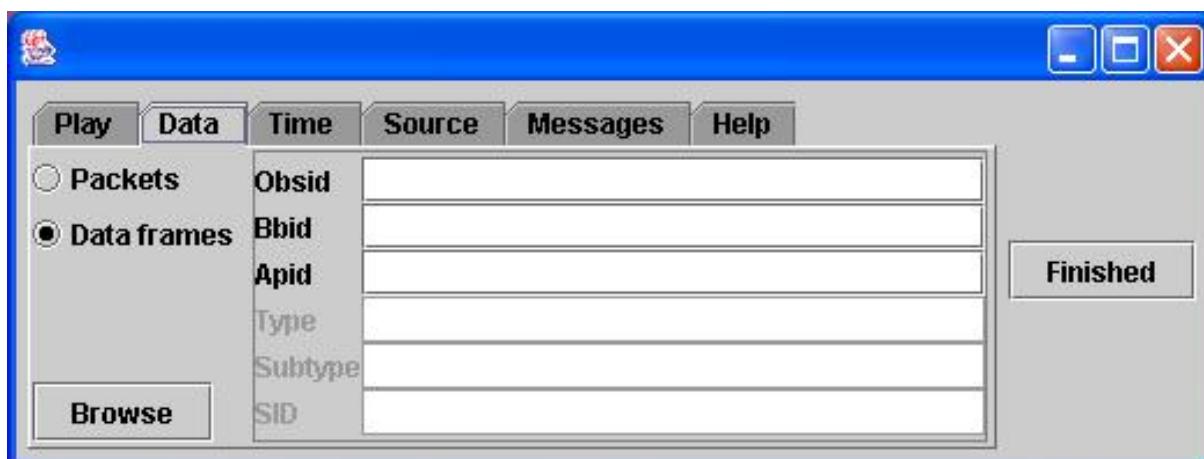 Play Data Time Source Messages Help
Packets
Data frames
Browse
Obsid
Bbid
Apid
Type
Subtype
SID
Finished